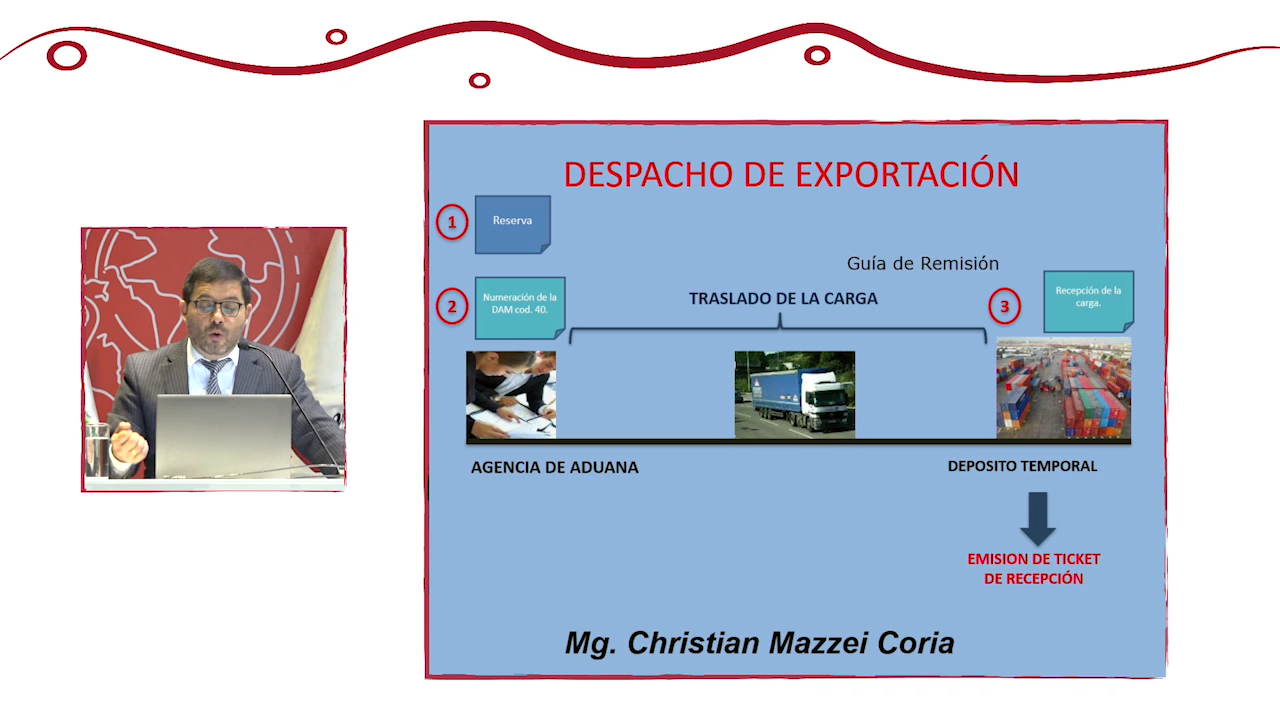 DESPACHO DE EXPORTACIÓN
1
Reserva
Guía de Remisión
2
Numeración de la
DAM cod. 40.
TRASLADO DE LA CARGA
3
Recepción de la
carga.
AGENCIA DE ADUANA
DEPOSITO TEMPORAL
EMISION DE TICKET
DE RECEPCIÓN
Mg. Christian Mazzei Coria